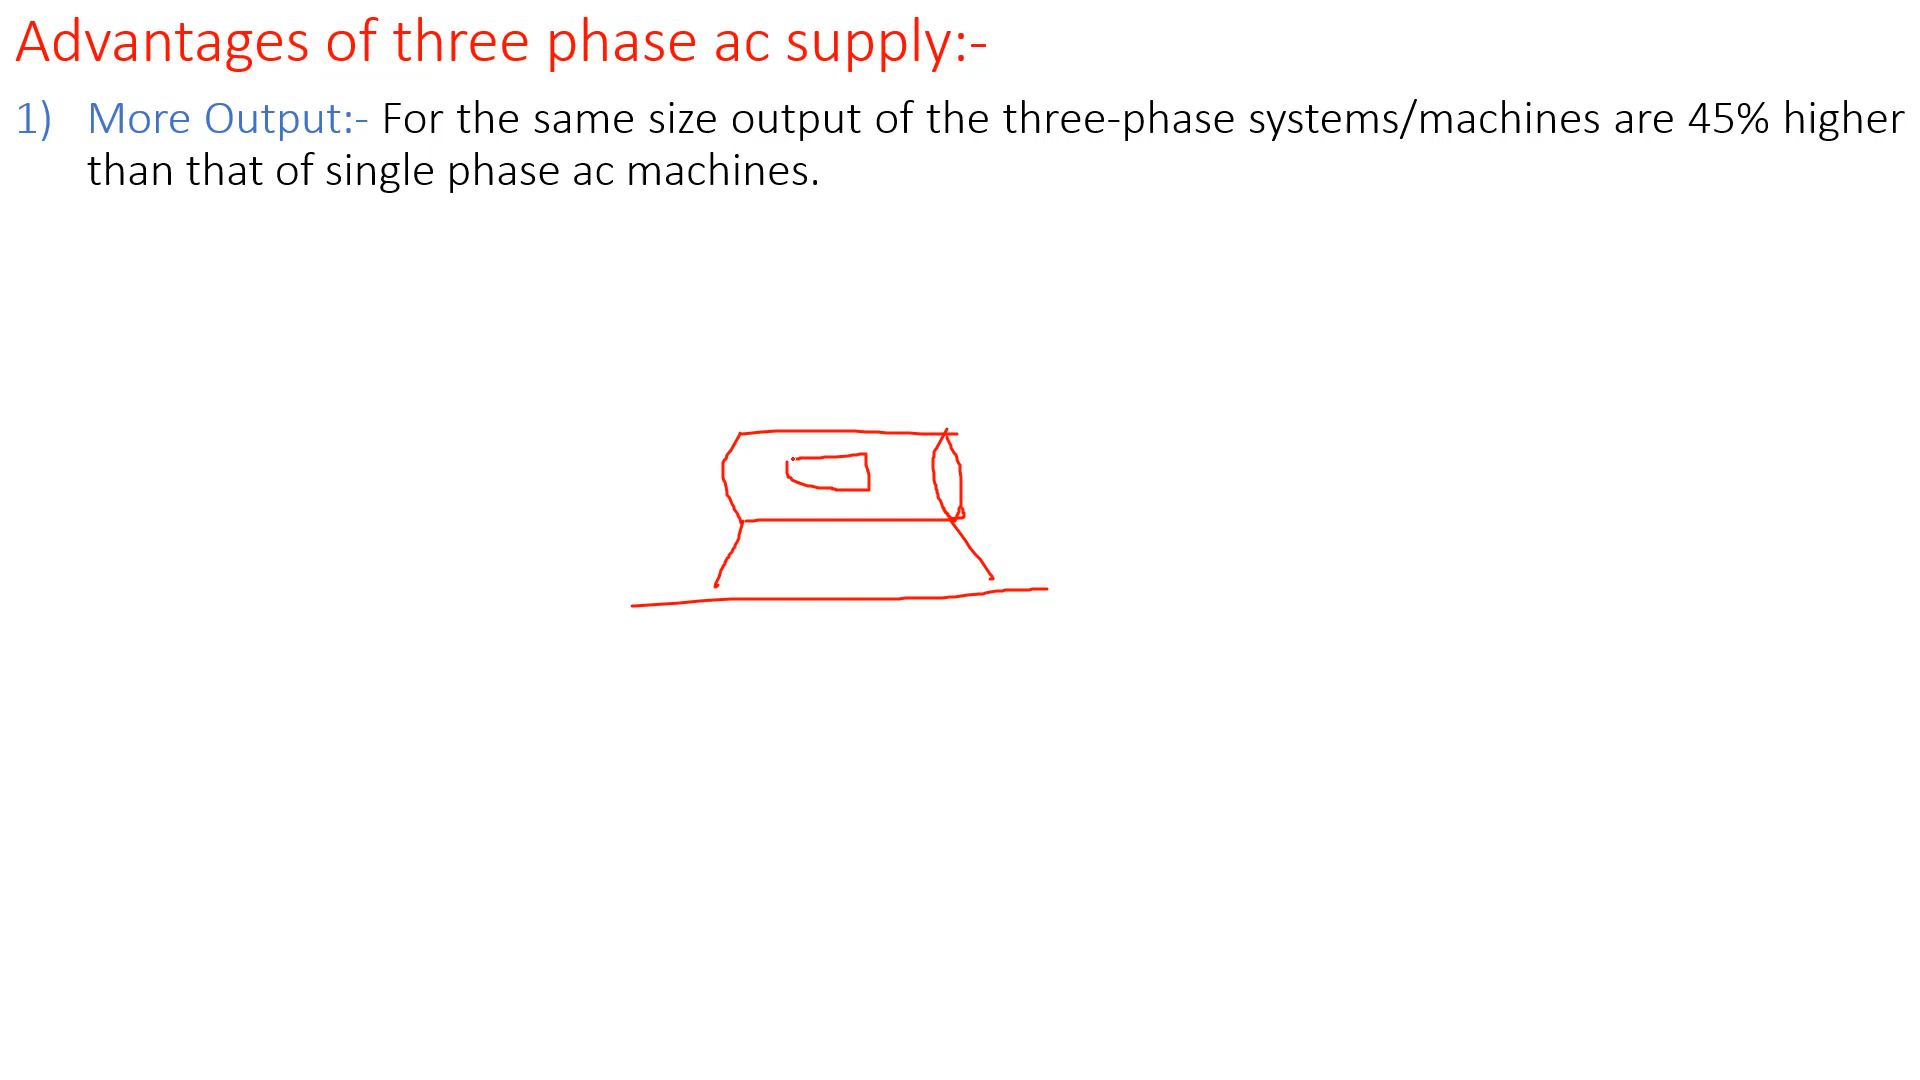 Advantages of three phase ac supply:-
1) More Output:- For the same size output of the three-phase systems/machines are 45% higher
than that of single phase ac machines.